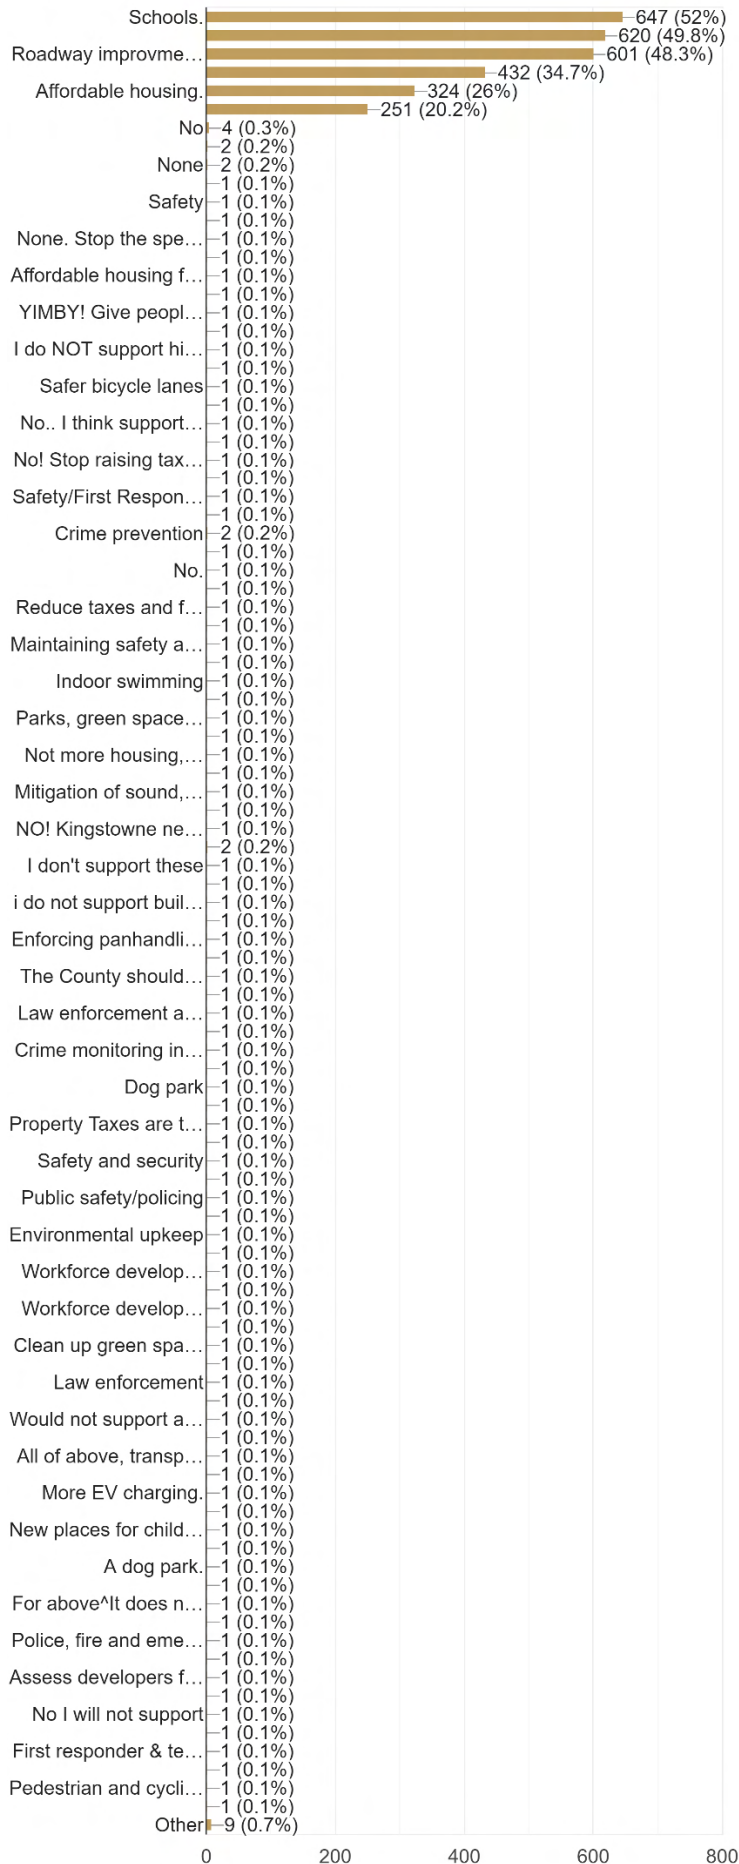 Schools. 647 (52%)
620 (49.8%)
Roadway improvme… 601 (48.3%)
432 (34.7%)
Affordable housing. 324 (26%)
251 (20.2%)
No 4 (0.3%)
2 (0.2%)
None 2 (0.2%)
1 (0.1%)
Safety 1 (0.1%)
1 (0.1%)
None. Stop the spe… 1 (0.1%)
1 (0.1%)
Affordable housing f… 1 (0.1%)
1 (0.1%)
YIMBY! Give peopl… 1 (0.1%)
1 (0.1%)
I do NOT support hi… 1 (0.1%)
1 (0.1%)
Safer bicycle lanes 1 (0.1%)
1 (0.1%)
No.. I think support… 1 (0.1%)
1 (0.1%)
No! Stop raising tax… 1 (0.1%)
1 (0.1%)
Safety/First Respon… 1 (0.1%)
1 (0.1%)
Crime prevention 2 (0.2%)
1 (0.1%)
No. 1 (0.1%)
1 (0.1%)
Reduce taxes and f… 1 (0.1%)
1 (0.1%)
Maintaining safety a… 1 (0.1%)
1 (0.1%)
Indoor swimming 1 (0.1%)
1 (0.1%)
Parks, green space… 1 (0.1%)
1 (0.1%)
Not more housing,… 1 (0.1%)
1 (0.1%)
Mitigation of sound,… 1 (0.1%)
1 (0.1%)
NO! Kingstowne ne… 1 (0.1%)
2 (0.2%)
I don't support these 1 (0.1%)
1 (0.1%)
i do not support buil… 1 (0.1%)
1 (0.1%)
Enforcing panhandli… 1 (0.1%)
1 (0.1%)
The County should… 1 (0.1%)
1 (0.1%)
Law enforcement a… 1 (0.1%)
1 (0.1%)
Crime monitoring in… 1 (0.1%)
1 (0.1%)
Dog park 1 (0.1%)
1 (0.1%)
Property Taxes are t… 1 (0.1%)
1 (0.1%)
Safety and security 1 (0.1%)
1 (0.1%)
Public safety/policing 1 (0.1%)
1 (0.1%)
Environmental upkeep 1 (0.1%)
1 (0.1%)
Workforce develop… 1 (0.1%)
1 (0.1%)
Workforce develop… 1 (0.1%)
1 (0.1%)
Clean up green spa… 1 (0.1%)
1 (0.1%)
Law enforcement 1 (0.1%)
1 (0.1%)
Would not support a… 1 (0.1%)
1 (0.1%)
All of above, transp… 1 (0.1%)
1 (0.1%)
More EV charging. 1 (0.1%)
1 (0.1%)
New places for child… 1 (0.1%)
1 (0.1%)
A dog park. 1 (0.1%)
1 (0.1%)
For above^It does n… 1 (0.1%)
1 (0.1%)
Police, fire and eme… 1 (0.1%)
1 (0.1%)
Assess developers f… 1 (0.1%)
1 (0.1%)
No I will not support 1 (0.1%)
1 (0.1%)
First responder & te… 1 (0.1%)
1 (0.1%)
Pedestrian and cycli… 1 (0.1%)
1 (0.1%)
Other 9 (0.7%)
0 200 400 600 800